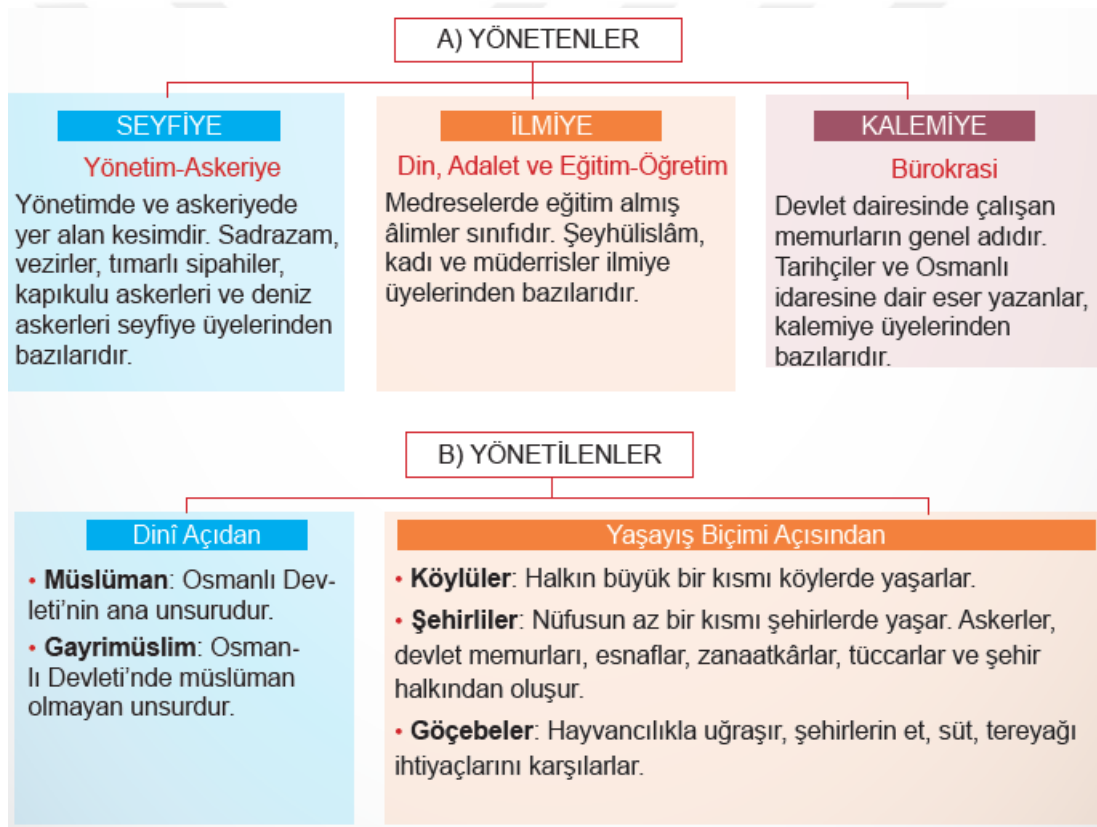 A) YÖNETENLER
SEYFİYE
Yönetim-Askeriye
Yönetimde ve askeriyede
yer alan kesimdir. Sadrazam,
vezirler, tımarlı sipahiler,
kapıkulu askerleri ve deniz
askerleri seyfiye üyelerinden
bazılarıdır.
İLMİYE
Din, Adalet ve Eğitim-Öğretim
Medreselerde eğitim almış
âlimler sınıfıdır. Şeyhülislâm,
kadı ve müderrisler ilmiye
üyelerinden bazılarıdır.
KALEMİYE
Bürokrasi
Devlet dairesinde çalışan
memurların genel adıdır.
Tarihçiler ve Osmanlı
idaresine dair eser yazanlar,
kalemiye üyelerinden
bazılarıdır.
B) YÖNETİLENLER
Dinî Açıdan
• Müslüman: Osmanlı Dev-
leti’nin ana unsurudur.
• Gayrimüslim: Osman-
lı Devleti’nde müslüman
olmayan unsurdur.
Yaşayış Biçimi Açısından
• Köylüler: Halkın büyük bir kısmı köylerde yaşarlar.
• Şehirliler: Nüfusun az bir kısmı şehirlerde yaşar. Askerler,
devlet memurları, esnaflar, zanaatkârlar, tüccarlar ve şehir
halkından oluşur.
• Göçebeler: Hayvancılıkla uğraşır, şehirlerin et, süt, tereyağı
ihtiyaçlarını karşılarlar.